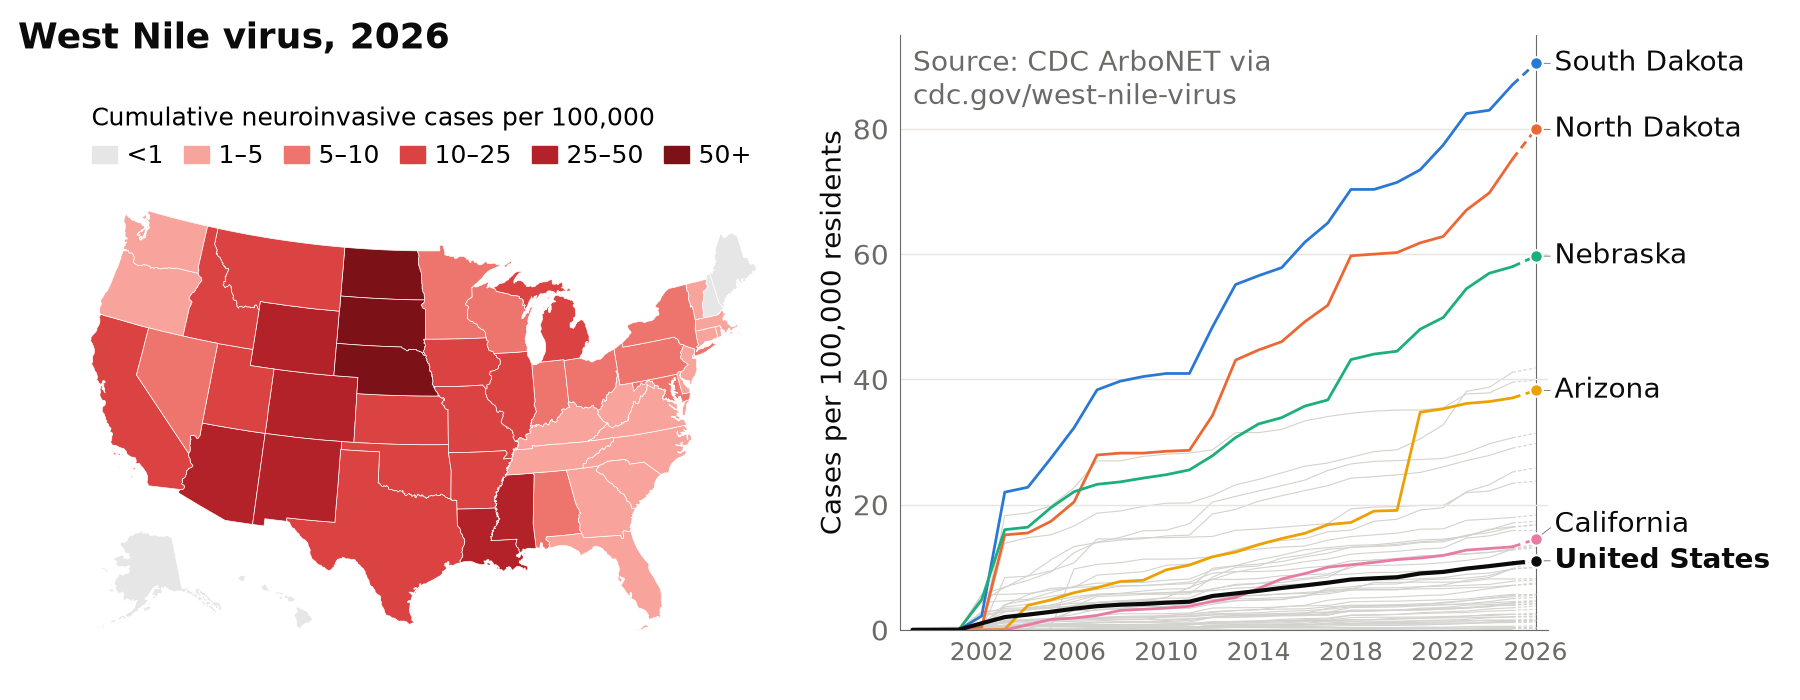 West Nile virus, 2026
Cumulative neuroinvasive cases per 100,000
<1 1–5 5–10 10–25 25–50 50+
Source: CDC ArboNET via
cdc.gov/west-nile-virus
Cases per 100,000 residents
80
60
40
20
0
2002 2006 2010 2014 2018 2022 2026
South Dakota
North Dakota
Nebraska
Arizona
California
United States